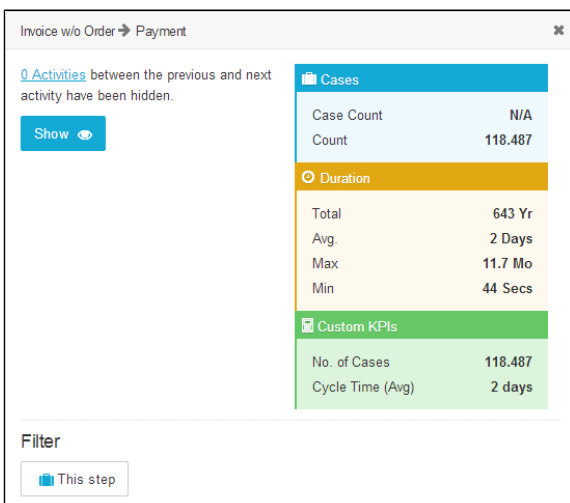 Invoice w/o Order → Payment
0 Activities between the previous and next
activity have been hidden.
Show
Cases
Case Count N/A
Count 118.487
Duration
Total 643 Yr
Avg. 2 Days
Max 11.7 Mo
Min 44 Secs
Custom KPIs
No. of Cases 118.487
Cycle Time (Avg) 2 days
Filter
This step